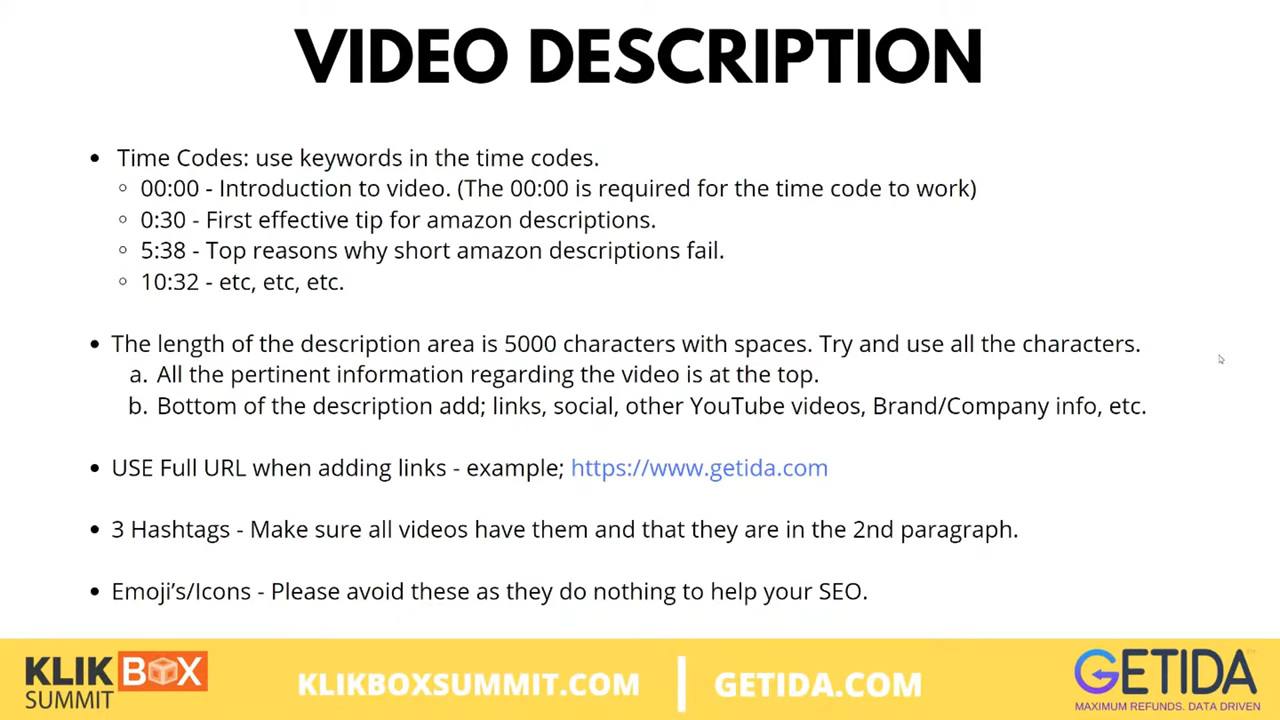 VIDEO DESCRIPTION
• Time Codes: use keywords in the time codes.
◦ 00:00 - Introduction to video. (The 00:00 is required for the time code to work)
◦ 0:30 - First effective tip for amazon descriptions.
◦ 5:38 - Top reasons why short amazon descriptions fail.
◦ 10:32 - etc, etc, etc.
• The length of the description area is 5000 characters with spaces. Try and use all the characters.
a. All the pertinent information regarding the video is at the top.
b. Bottom of the description add; links, social, other YouTube videos, Brand/Company info, etc.
• USE Full URL when adding links - example; https://www.getida.com
• 3 Hashtags - Make sure all videos have them and that they are in the 2nd paragraph.
• Emoji’s/Icons - Please avoid these as they do nothing to help your SEO.
KLIK BOX
SUMMIT
KLIKBOXSUMMIT.COM | GETIDA.COM
GETIDA
MAXIMUM REFUNDS. DATA DRIVEN